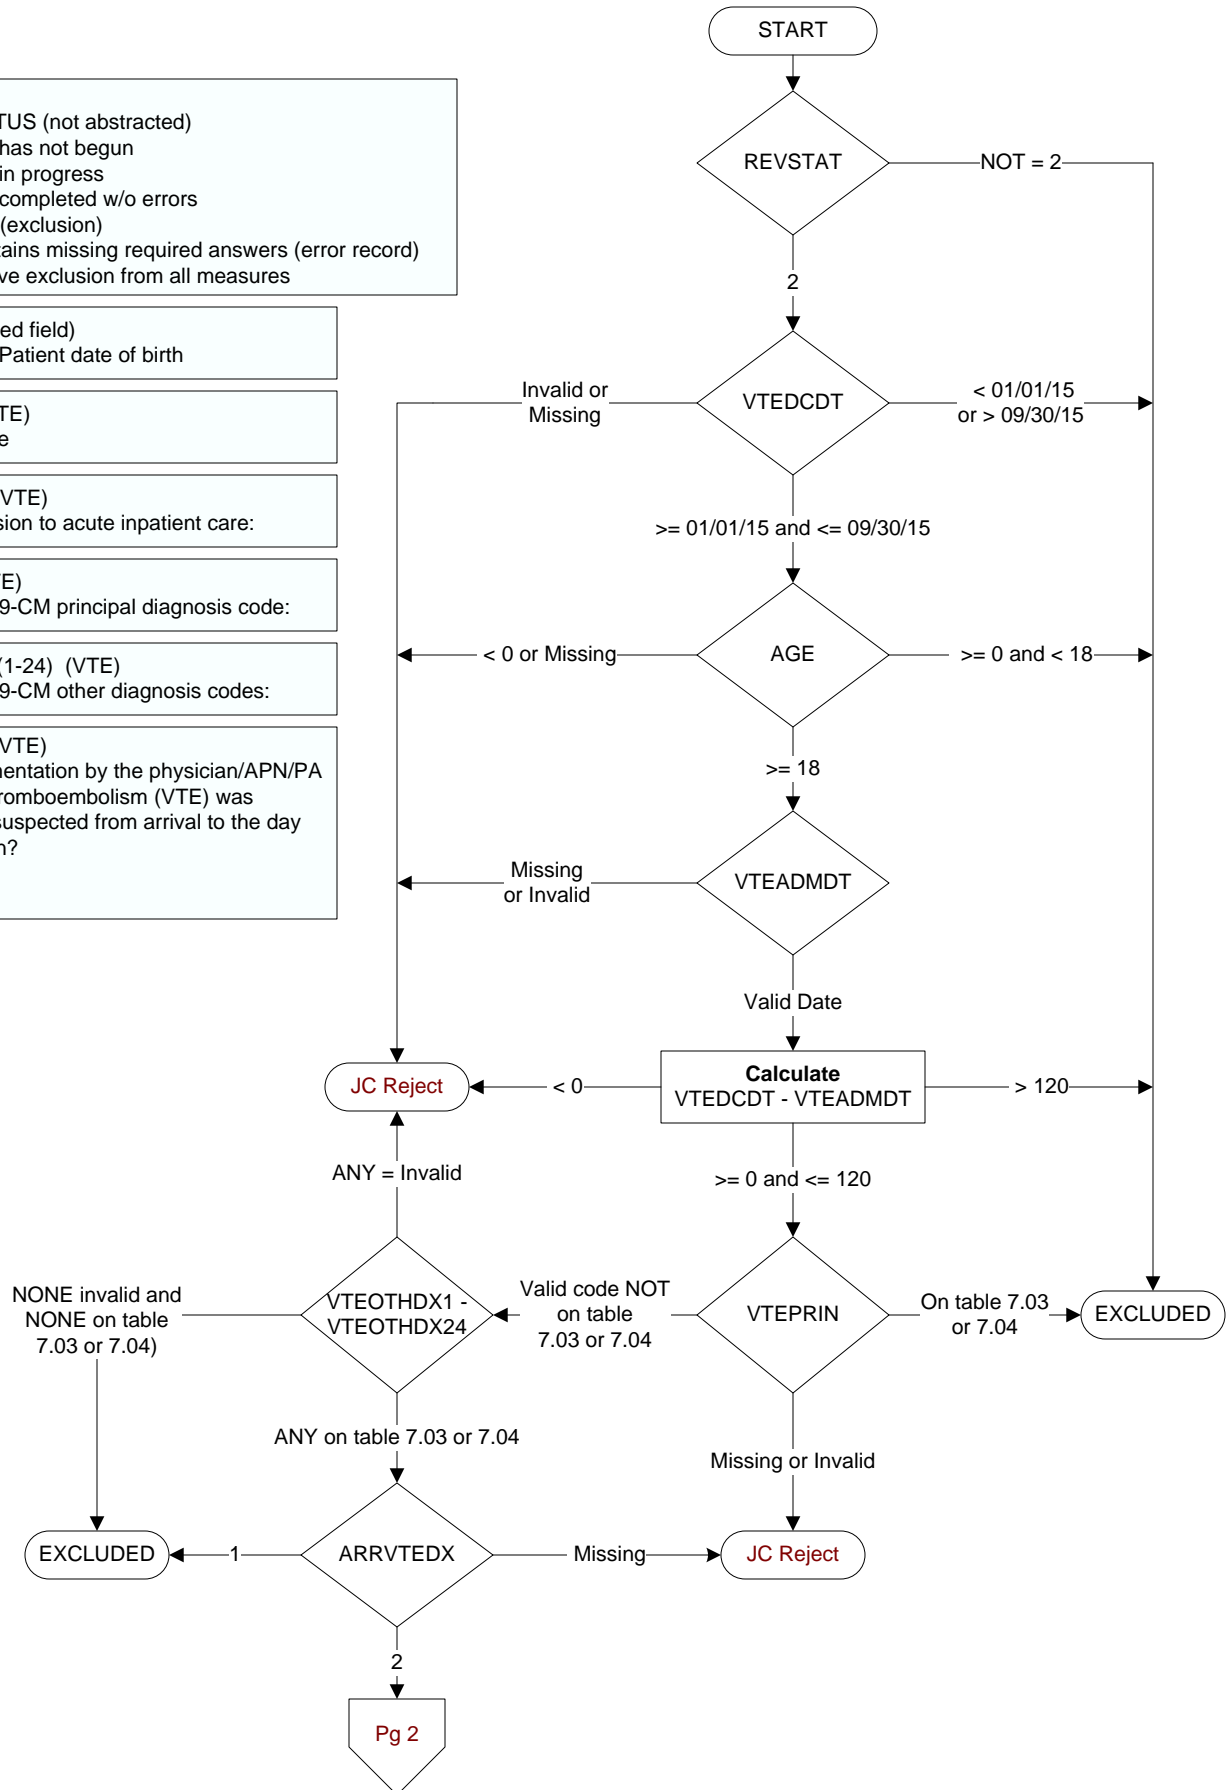 START
TUS (not abstracted)
has not begun
in progress
completed w/o errors
(exclusion)
tains missing required answers (error record)
ve exclusion from all measures
REVSTAT
NOT = 2
2
ed field)
Patient date of birth
TE)
e
VTE)
sion to acute inpatient care:
TE)
9-CM principal diagnosis code:
(1-24)  (VTE)
9-CM other diagnosis codes:
VTE)
mentation by the physician/APN/PA
romboembolism (VTE) was
suspected from arrival to the day
n?
Invalid or
Missing
VTEDCDT
< 01/01/15
or > 09/30/15
>= 01/01/15 and <= 09/30/15
< 0 or Missing
AGE
>= 0 and < 18
>= 18
Missing
or Invalid
VTEADMDT
Valid Date
JC Reject
< 0
Calculate
VTEDCDT - VTEADMDT
> 120
ANY = Invalid
>= 0 and <= 120
NONE invalid and
NONE on table
7.03 or 7.04)
VTEOTHDX1 -
VTEOTHDX24
Valid code NOT
on table
7.03 or 7.04
VTEPRIN
On table 7.03
or 7.04
EXCLUDED
ANY on table 7.03 or 7.04
Missing or Invalid
EXCLUDED
1
ARRVTEDX
Missing
JC Reject
2
Pg 2